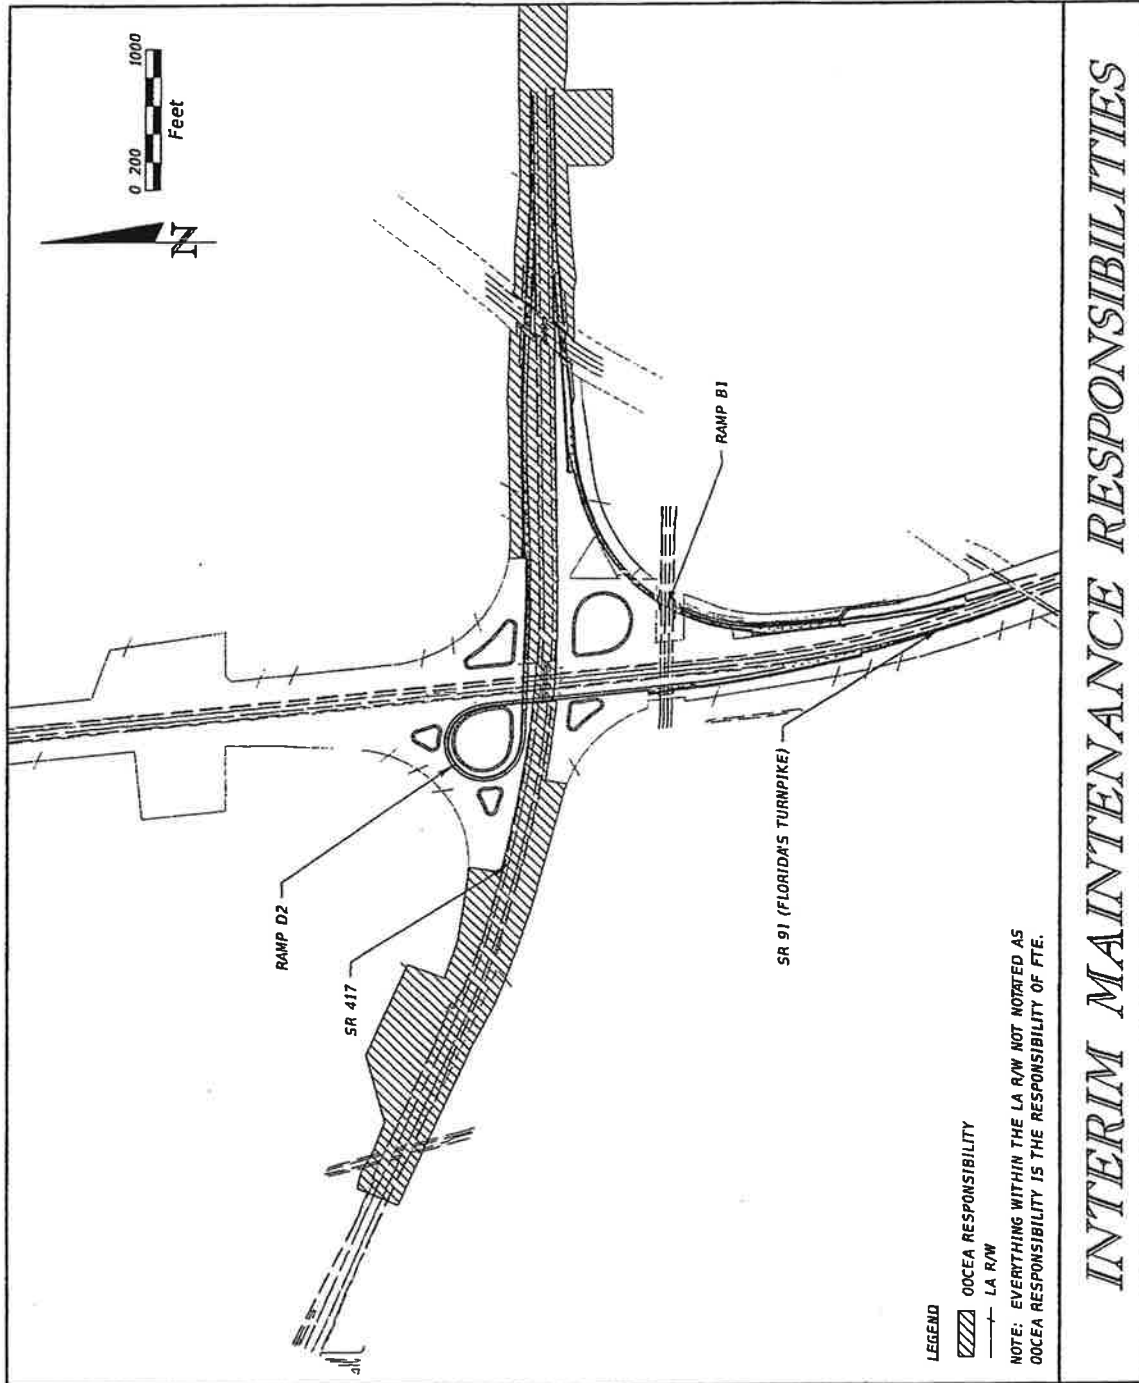 0 200 1000
Feet
N
RAMP B1
RAMP D2
SR 417
SR 91 (FLORIDA'S TURNPIKE)
LEGEND
OOCEA RESPONSIBILITY
LA R/W
NOTE: EVERYTHING WITHIN THE LA R/W NOT NOTATED AS
OOCEA RESPONSIBILITY IS THE RESPONSIBILITY OF FTE.
INTERIM MAINTENANCE RESPONSIBILITIES